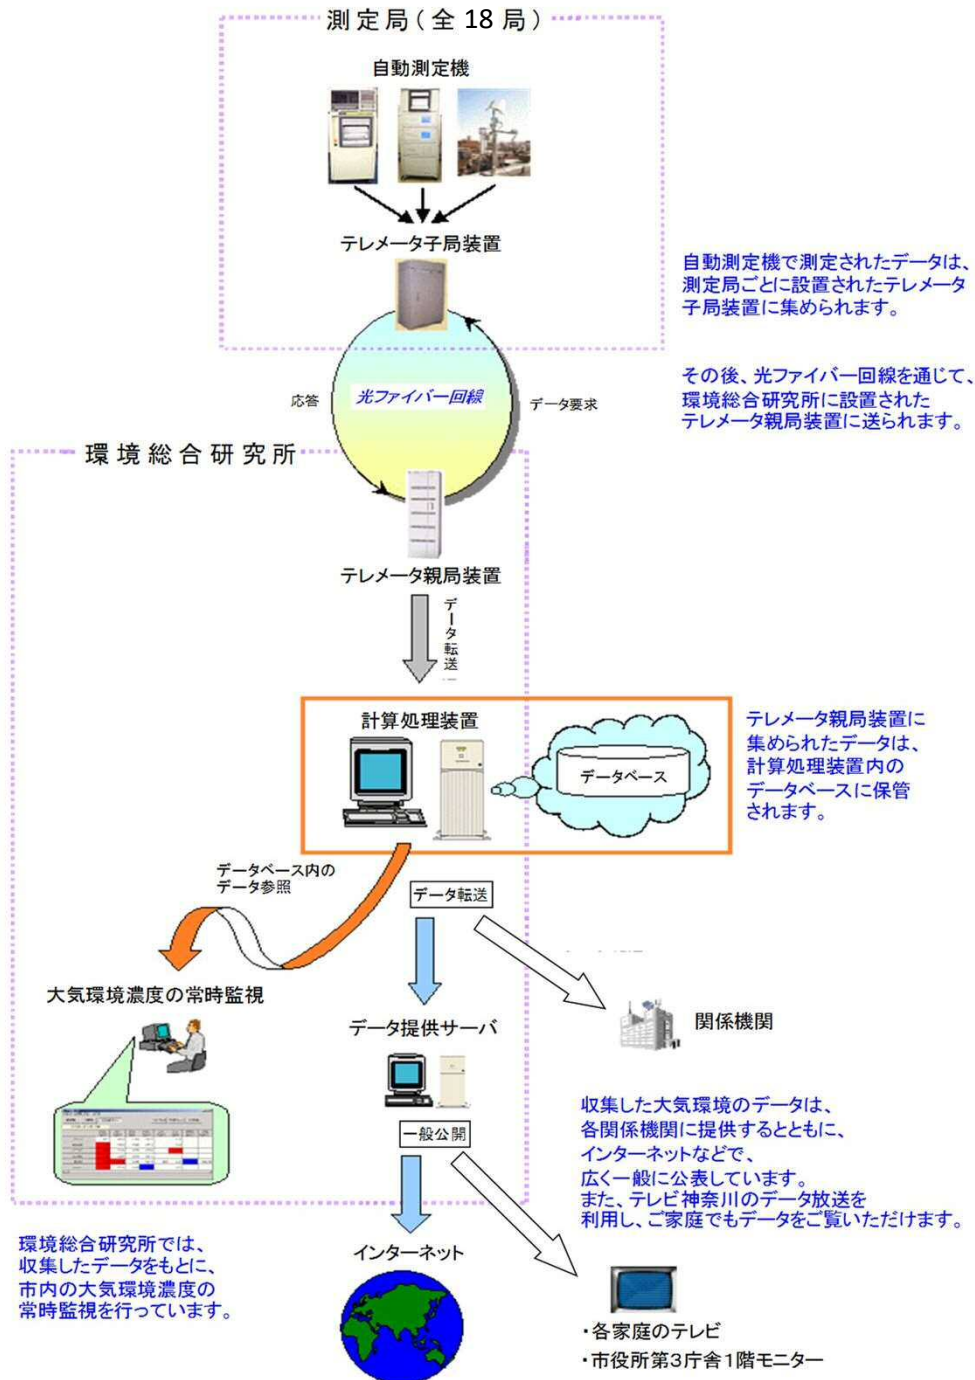 測定局（全 18 局）
自動測定機
テレメータ子局装置
自動測定機で測定されたデータは、
測定局ごとに設置されたテレメータ
子局装置に集められます。
その後、光ファイバー回線を通じて、
環境総合研究所に設置された
テレメータ親局装置に送られます。
応答
光ファイバー回線
データ要求
環境総合研究所
テレメータ親局装置
データ転送
計算処理装置
データベース
テレメータ親局装置に
集められたデータは、
計算処理装置内の
データベースに保管
されます。
データベース内の
データ参照
データ転送
大気環境濃度の常時監視
データ提供サーバ
関係機関
一般公開
収集した大気環境のデータは、
各関係機関に提供するとともに、
インターネットなどで、
広く一般に公表しています。
また、テレビ神奈川のデータ放送を
利用し、ご家庭でもデータをご覧いただけます。
環境総合研究所では、
収集したデータをもとに、
市内の大気環境濃度の
常時監視を行っています。
インターネット
・各家庭のテレビ
・市役所第3庁舎1階モニター